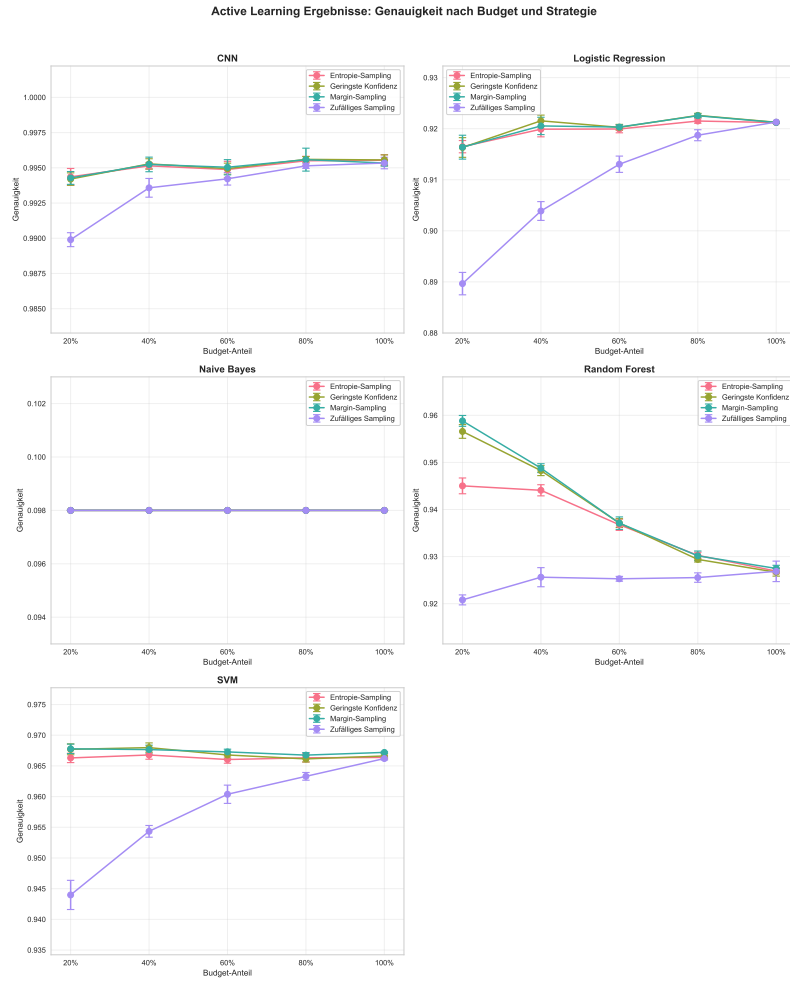 Active Learning Ergebnisse: Genauigkeit nach Budget und Strategie
CNN
Entropie-Sampling
Geringste Konfidenz
Margin-Sampling
Zufälliges Sampling
1.0000
0.9975
0.9950
0.9925
0.9900
0.9875
0.9850
Genauigkeit
20% 40% 60% 80% 100%
Budget-Anteil
Logistic Regression
Entropie-Sampling
Geringste Konfidenz
Margin-Sampling
Zufälliges Sampling
0.93
0.92
0.91
0.90
0.89
0.88
Genauigkeit
20% 40% 60% 80% 100%
Budget-Anteil
Naive Bayes
Entropie-Sampling
Geringste Konfidenz
Margin-Sampling
Zufälliges Sampling
0.102
0.100
0.098
0.096
0.094
Genauigkeit
20% 40% 60% 80% 100%
Budget-Anteil
Random Forest
Entropie-Sampling
Geringste Konfidenz
Margin-Sampling
Zufälliges Sampling
0.96
0.95
0.94
0.93
0.92
Genauigkeit
20% 40% 60% 80% 100%
Budget-Anteil
SVM
Entropie-Sampling
Geringste Konfidenz
Margin-Sampling
Zufälliges Sampling
0.975
0.970
0.965
0.960
0.955
0.950
0.945
0.940
0.935
Genauigkeit
20% 40% 60% 80% 100%
Budget-Anteil